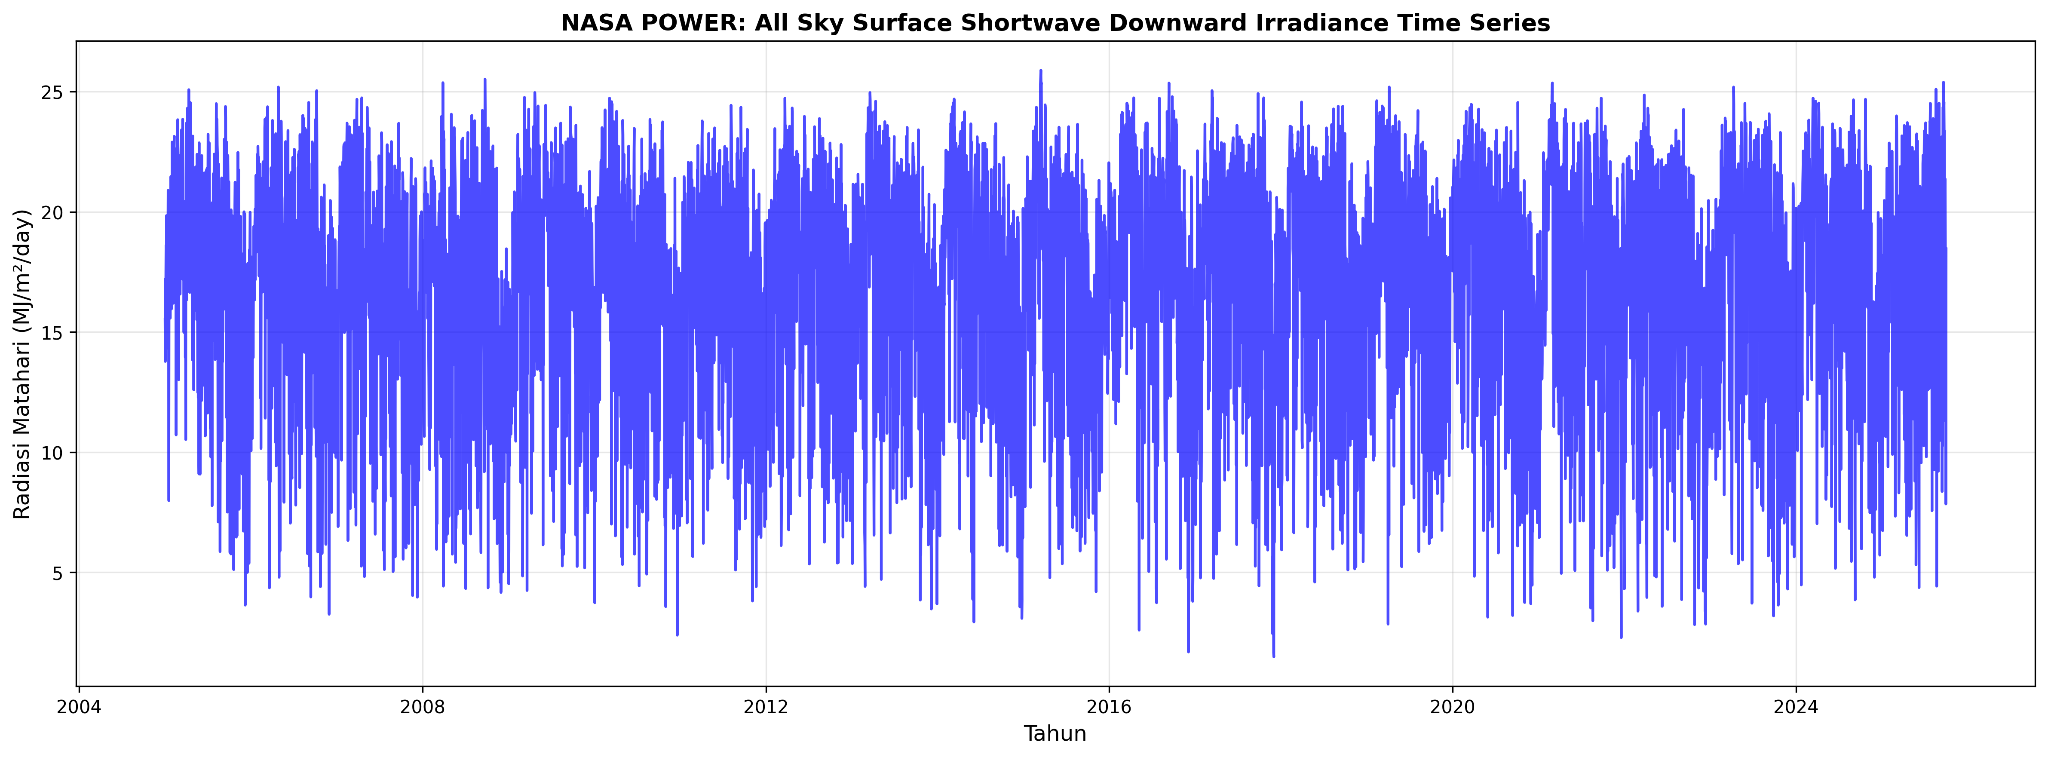 NASA POWER: All Sky Surface Shortwave Downward Irradiance Time Series
Radiasi Matahari (MJ/m²/day)
25
20
15
10
5
2004 2008 2012 2016 2020 2024
Tahun